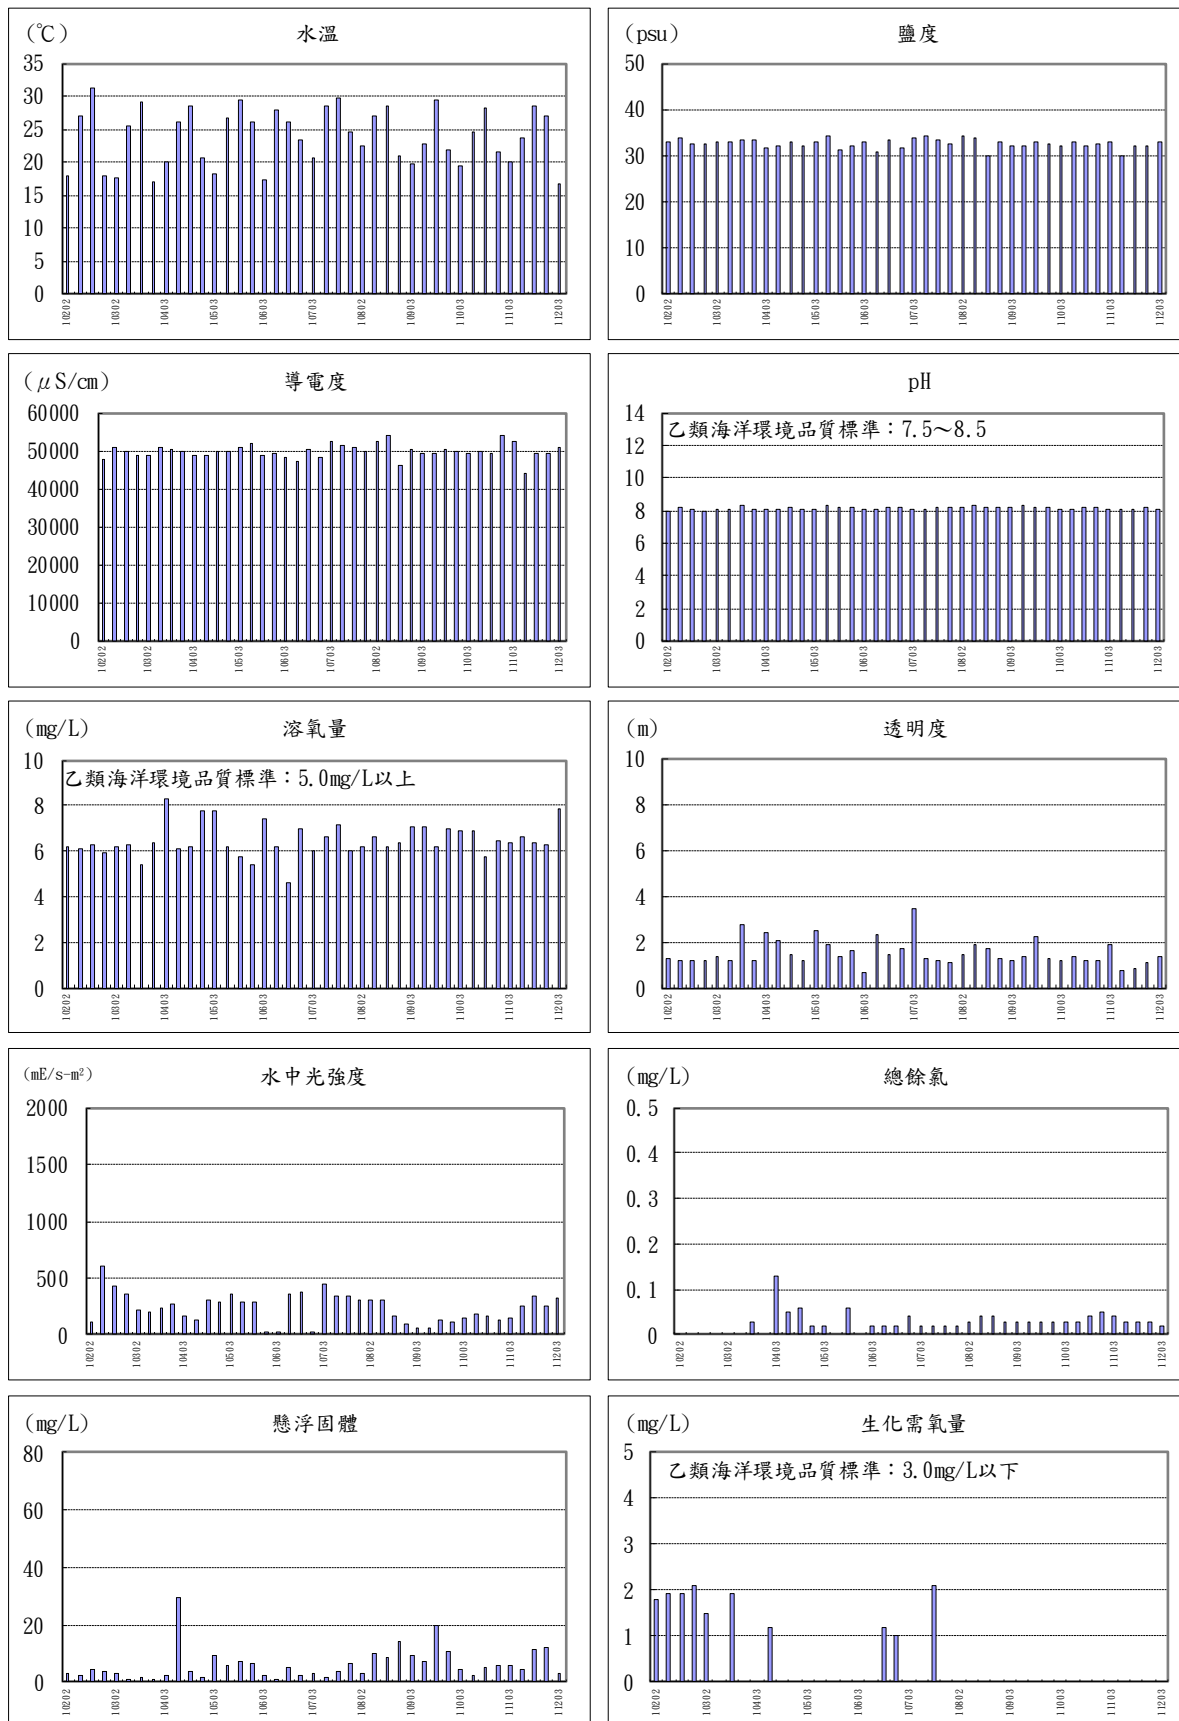 (℃) 水溫
35
30
25
20
15
10
5
0
10202 10302 10403 10503 10603 10703 10802 10903 11003 11103 11203
(psu) 鹽度
50
40
30
20
10
0
10202 10302 10403 10503 10603 10703 10802 10903 11003 11103 11203
(μS/cm) 導電度
60000
50000
40000
30000
20000
10000
0
10202 10302 10403 10503 10603 10703 10802 10903 11003 11103 11203
pH
乙類海洋環境品質標準：7.5～8.5
14
12
10
8
6
4
2
0
10202 10302 10403 10503 10603 10703 10802 10903 11003 11103 11203
(mg/L) 溶氧量
乙類海洋環境品質標準：5.0mg/L以上
10
8
6
4
2
0
10202 10302 10403 10503 10603 10703 10802 10903 11003 11103 11203
(m) 透明度
10
8
6
4
2
0
10202 10302 10403 10503 10603 10703 10802 10903 11003 11103 11203
(mE/s-m²) 水中光強度
2000
1500
1000
500
0
10202 10302 10403 10503 10603 10703 10802 10903 11003 11103 11203
(mg/L) 總餘氯
0.5
0.4
0.3
0.2
0.1
0
10202 10302 10403 10503 10603 10703 10802 10903 11003 11103 11203
(mg/L) 懸浮固體
80
60
40
20
0
10202 10302 10403 10503 10603 10703 10802 10903 11003 11103 11203
(mg/L) 生化需氧量
乙類海洋環境品質標準：3.0mg/L以下
5
4
3
2
1
0
10202 10302 10403 10503 10603 10703 10802 10903 11003 11103 11203